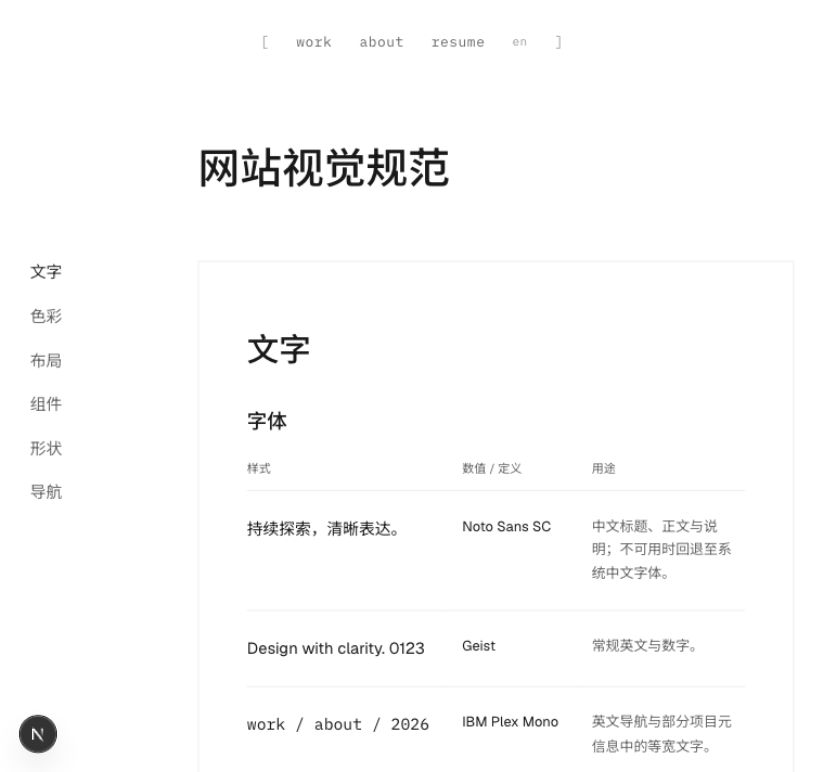 [ work about resume en ]
网站视觉规范
文字
色彩
布局
组件
形状
导航
文字
字体
样式 数值 / 定义 用途
持续探索，清晰表达。 Noto Sans SC 中文标题、正文与说
明；不可用时回退至系
统中文字体。
Design with clarity. 0123 Geist 常规英文与数字。
work / about / 2026 IBM Plex Mono 英文导航与部分项目元
信息中的等宽文字。
N